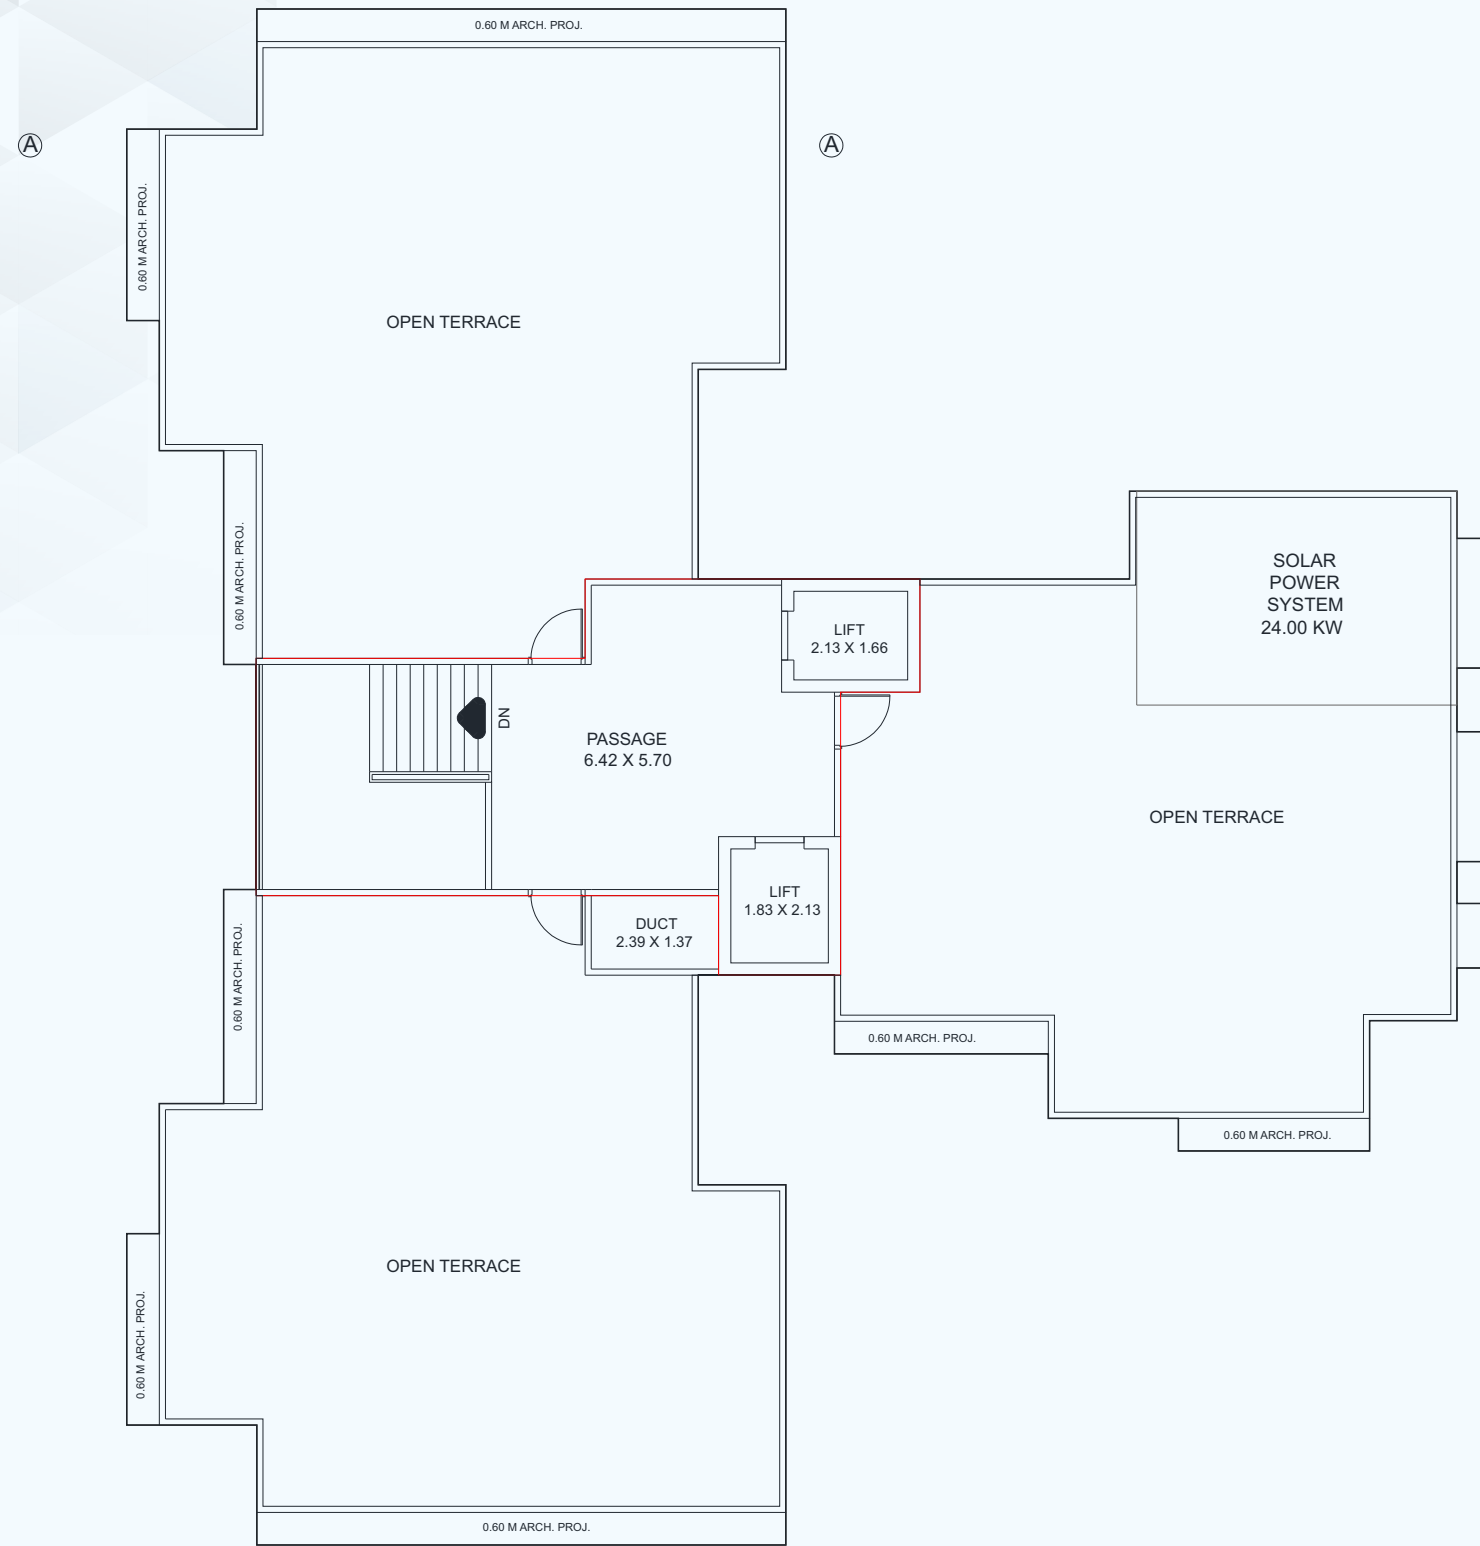 0.60 M ARCH. PROJ.
A
A
0.60 M ARCH. PROJ.
OPEN TERRACE
0.60 M ARCH. PROJ.
SOLAR
POWER
SYSTEM
24.00 KW
LIFT
2.13 X 1.66
DN
PASSAGE
6.42 X 5.70
OPEN TERRACE
LIFT
1.83 X 2.13
DUCT
2.39 X 1.37
0.60 M ARCH. PROJ.
0.60 M ARCH. PROJ.
0.60 M ARCH. PROJ.
OPEN TERRACE
0.60 M ARCH. PROJ.
0.60 M ARCH. PROJ.